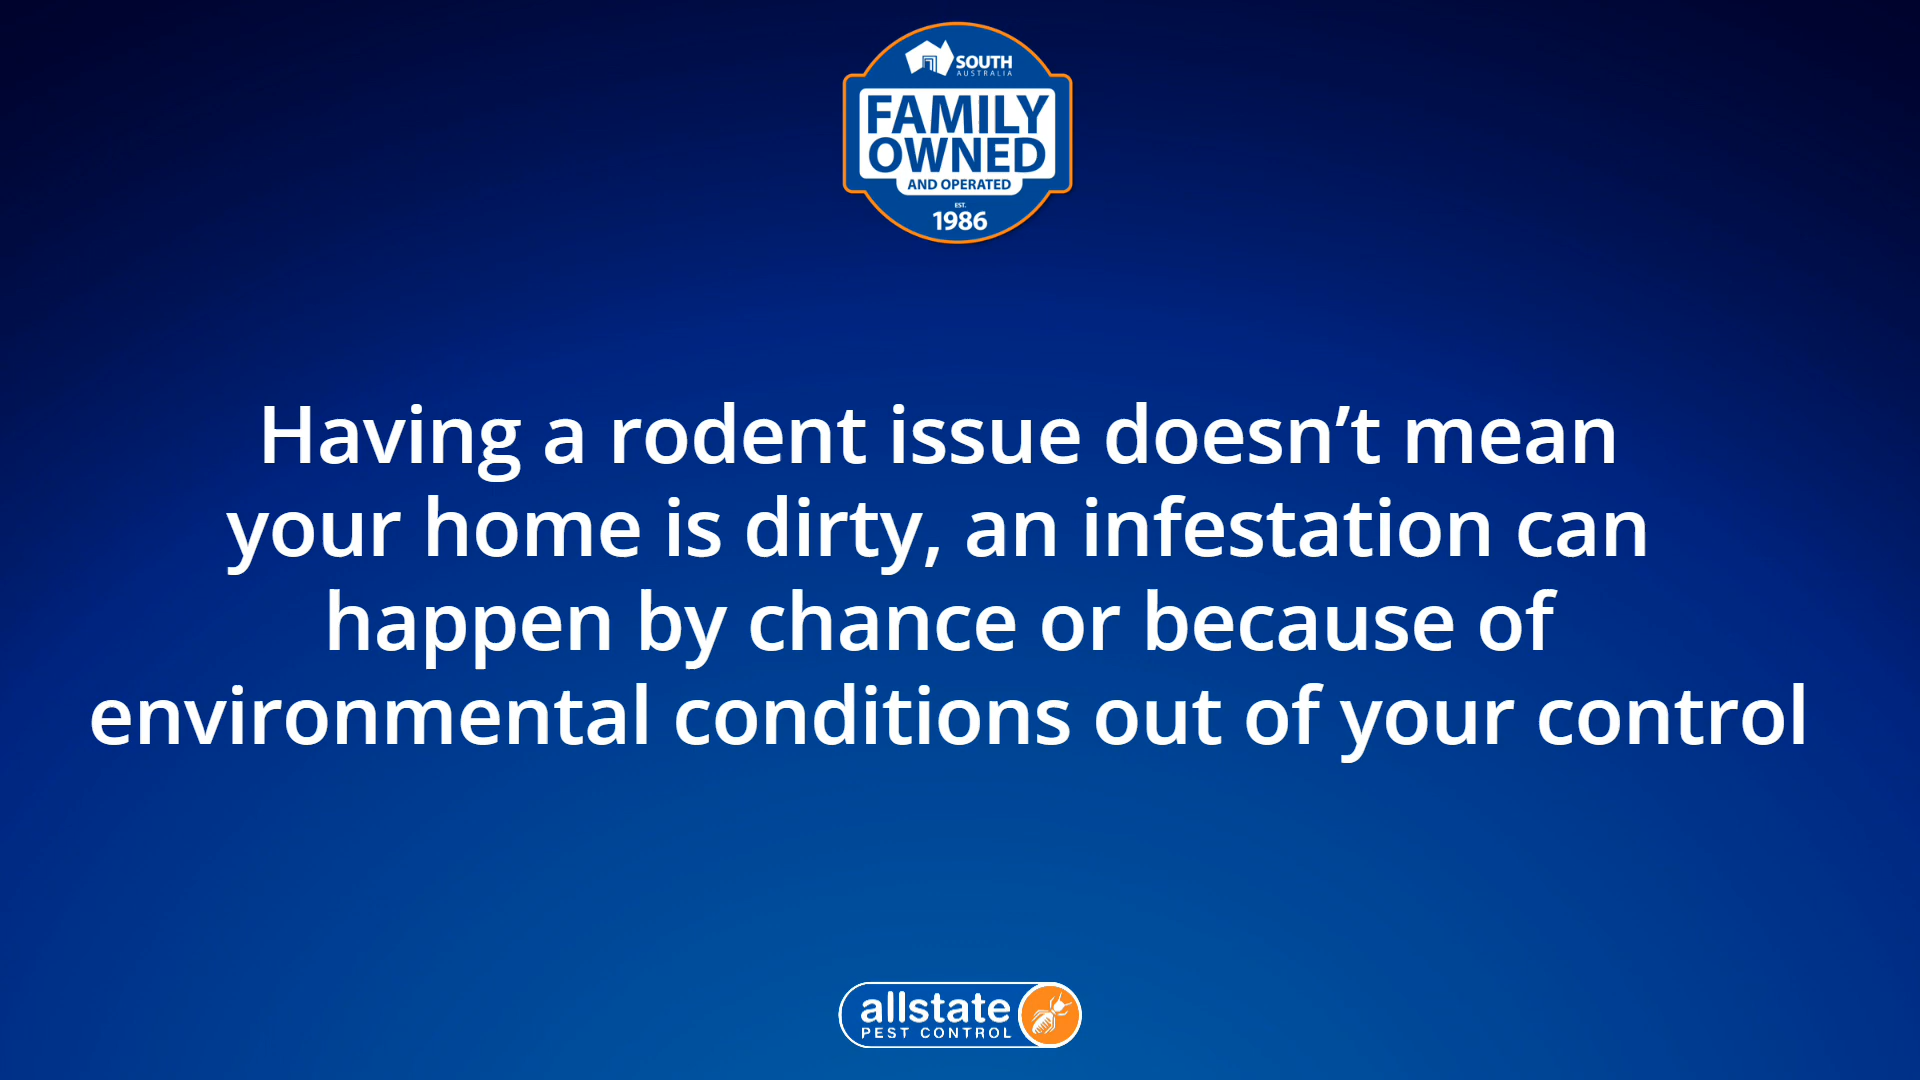 SOUTH
AUSTRALIA
FAMILY
OWNED
AND OPERATED
EST.
1986
Having a rodent issue doesn’t mean
your home is dirty, an infestation can
happen by chance or because of
environmental conditions out of your control
allstate
PEST CONTROL